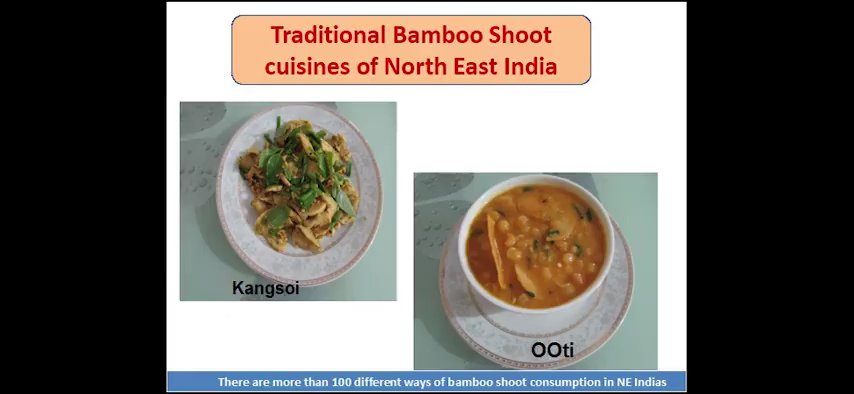 Traditional Bamboo Shoot
cuisines of North East India
Kangsoi
OOti
There are more than 100 different ways of bamboo shoot consumption in NE Indias